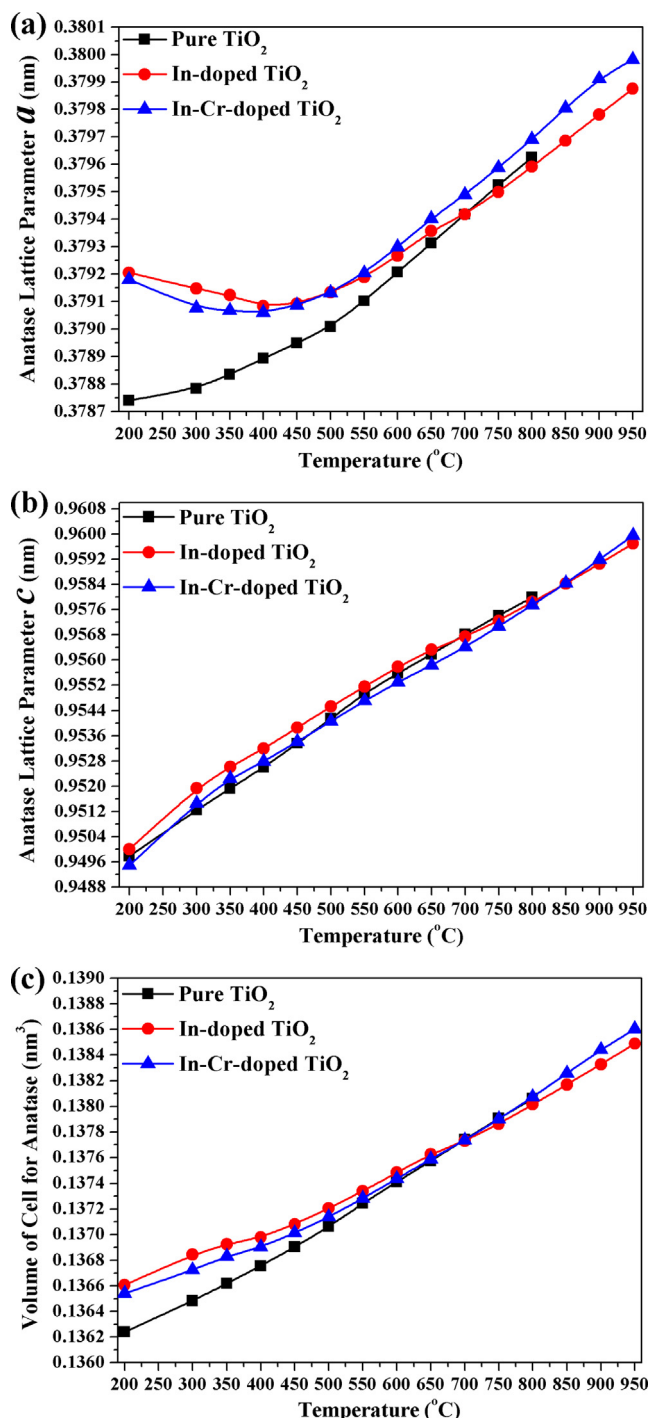 (a)
0.3801
0.3800
0.3799
0.3798
0.3797
0.3796
0.3795
0.3794
0.3793
0.3792
0.3791
0.3790
0.3789
0.3788
0.3787
Anatase Lattice Parameter a (nm)
Pure TiO2
In-doped TiO2
In-Cr-doped TiO2
200 250 300 350 400 450 500 550 600 650 700 750 800 850 900 950
Temperature (°C)
(b)
0.9608
0.9600
0.9592
0.9584
0.9576
0.9568
0.9560
0.9552
0.9544
0.9536
0.9528
0.9520
0.9512
0.9504
0.9496
0.9488
Anatase Lattice Parameter c (nm)
Pure TiO2
In-doped TiO2
In-Cr-doped TiO2
200 250 300 350 400 450 500 550 600 650 700 750 800 850 900 950
Temperature (°C)
(c)
0.1390
0.1388
0.1386
0.1384
0.1382
0.1380
0.1378
0.1376
0.1374
0.1372
0.1370
0.1368
0.1366
0.1364
0.1362
0.1360
Volume of Cell for Anatase (nm3)
Pure TiO2
In-doped TiO2
In-Cr-doped TiO2
200 250 300 350 400 450 500 550 600 650 700 750 800 850 900 950
Temperature (°C)